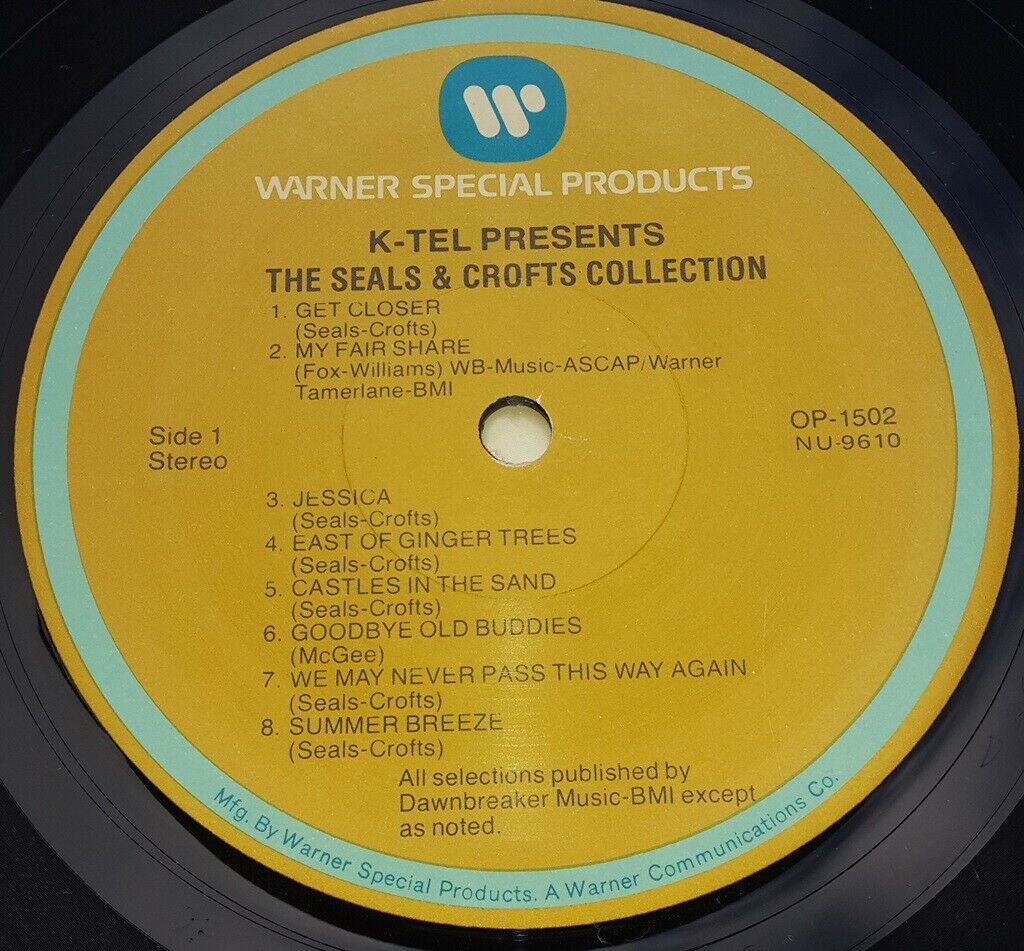 WARNER SPECIAL PRODUCTS
K-TEL PRESENTS
THE SEALS & CROFTS COLLECTION
1. GET CLOSER
(Seals-Crofts)
2. MY FAIR SHARE
(Fox-Williams) WB-Music-ASCAP/Warner
Tamerlane-BMI
Side 1
Stereo
OP-1502
NU-9610
3. JESSICA
(Seals-Crofts)
4. EAST OF GINGER TREES
(Seals-Crofts)
5. CASTLES IN THE SAND
(Seals-Crofts)
6. GOODBYE OLD BUDDIES
(McGee)
7. WE MAY NEVER PASS THIS WAY AGAIN
(Seals-Crofts)
8. SUMMER BREEZE
(Seals-Crofts)
All selections published by
Dawnbreaker Music-BMI except
as noted.
Mfg. By Warner Special Products. A Warner Communications Co.